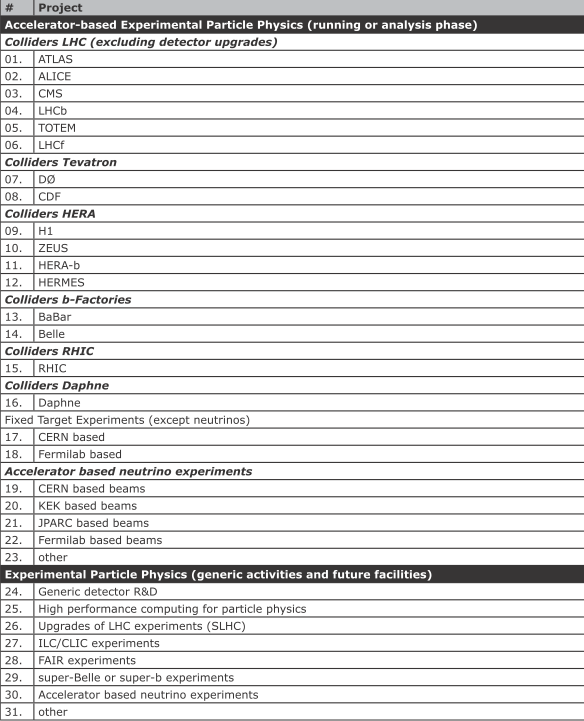 # Project
Accelerator-based Experimental Particle Physics (running or analysis phase)
Colliders LHC (excluding detector upgrades)
01. ATLAS
02. ALICE
03. CMS
04. LHCb
05. TOTEM
06. LHCf
Colliders Tevatron
07. DØ
08. CDF
Colliders HERA
09. H1
10. ZEUS
11. HERA-b
12. HERMES
Colliders b-Factories
13. BaBar
14. Belle
Colliders RHIC
15. RHIC
Colliders Daphne
16. Daphne
Fixed Target Experiments (except neutrinos)
17. CERN based
18. Fermilab based
Accelerator based neutrino experiments
19. CERN based beams
20. KEK based beams
21. JPARC based beams
22. Fermilab based beams
23. other
Experimental Particle Physics (generic activities and future facilities)
24. Generic detector R&D
25. High performance computing for particle physics
26. Upgrades of LHC experiments (SLHC)
27. ILC/CLIC experiments
28. FAIR experiments
29. super-Belle or super-b experiments
30. Accelerator based neutrino experiments
31. other